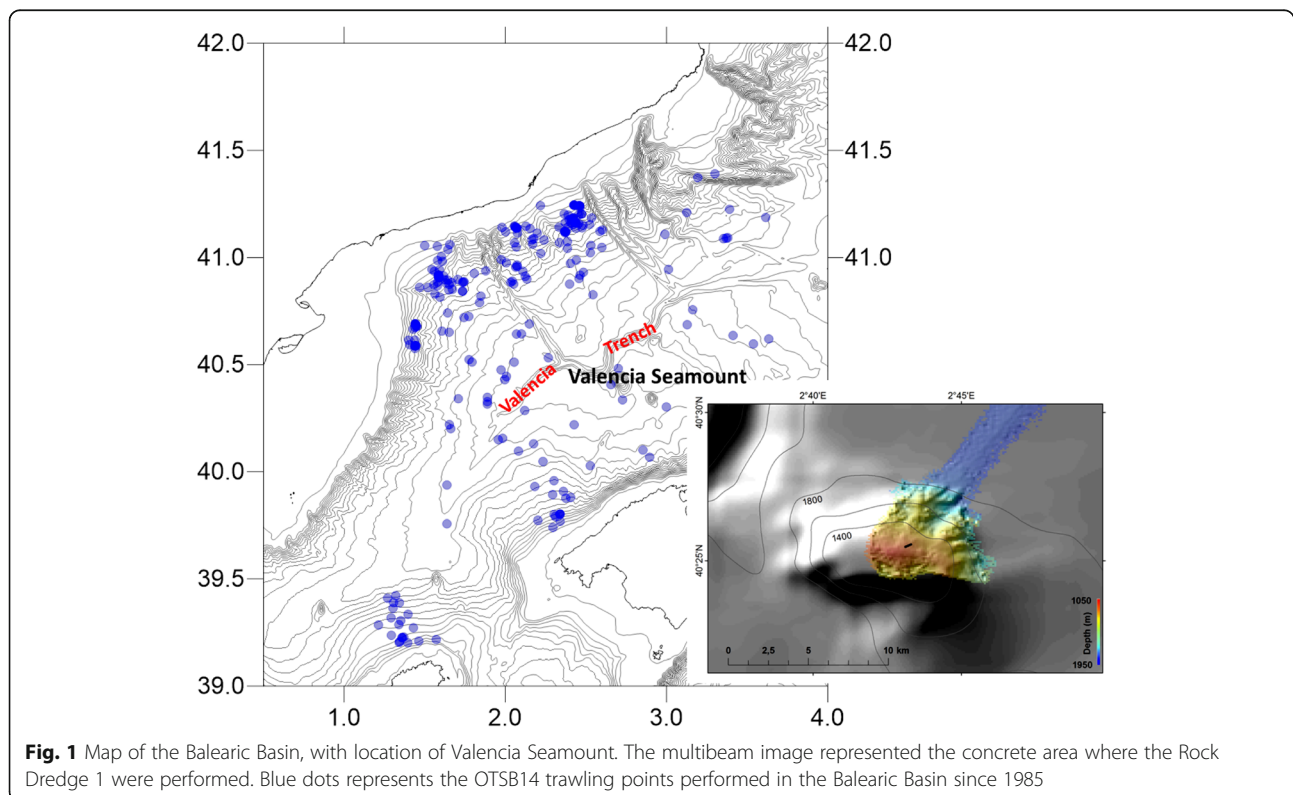 42.0
42.0
41.5
41.5
41.0
41.0
40.5
40.0
39.5
39.0
1.0
2.0
3.0
4.0
Valencia
Trench
Valencia Seamount
2°40'E
2°45'E
40°30'N
40°25'N
1800
1400
0
2,5
5
10 km
Depth (m)
1050
1950
Fig. 1 Map of the Balearic Basin, with location of Valencia Seamount. The multibeam image represented the concrete area where the Rock
Dredge 1 were performed. Blue dots represents the OTSB14 trawling points performed in the Balearic Basin since 1985